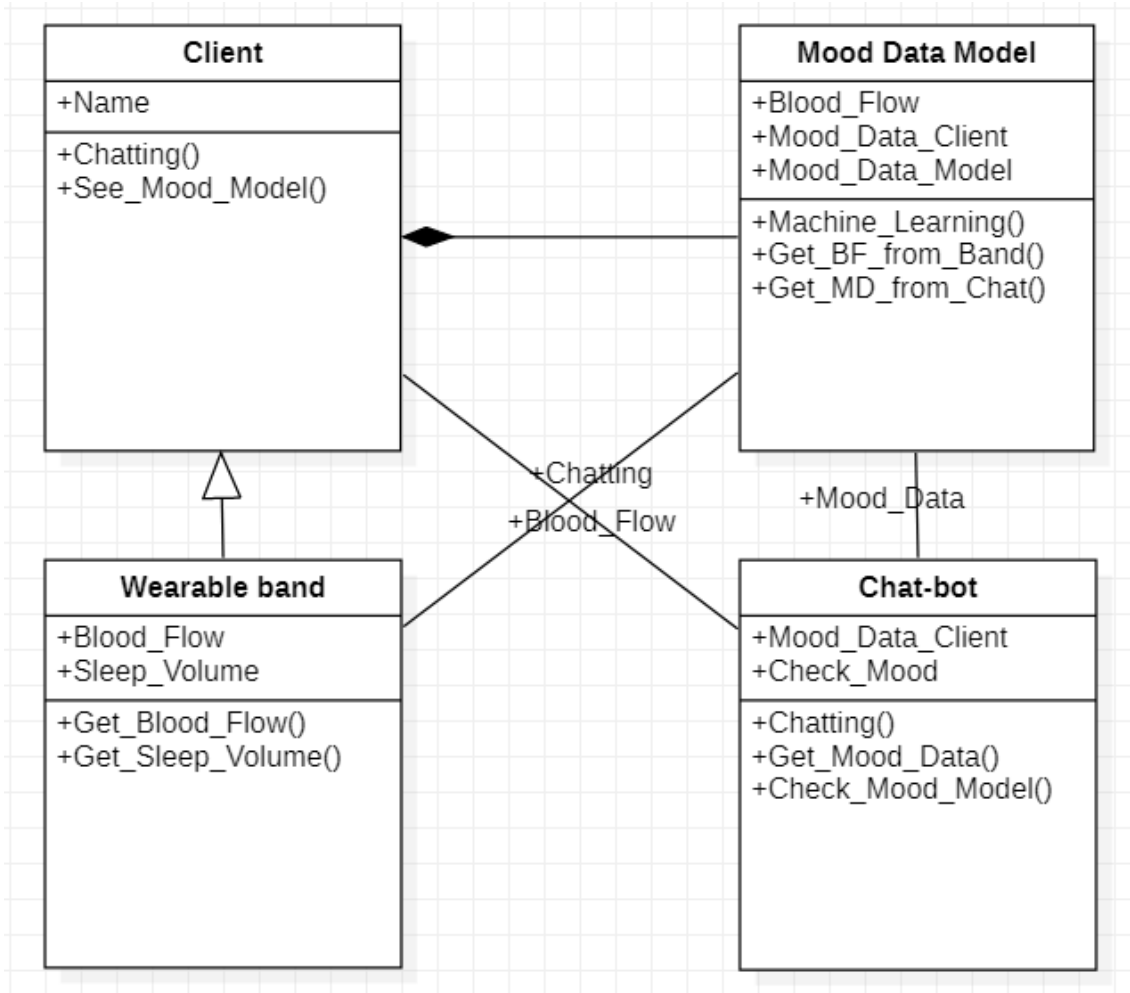 Client
+Name
+Chatting()
+See_Mood_Model()
Mood Data Model
+Blood_Flow
+Mood_Data_Client
+Mood_Data_Model
+Machine_Learning()
+Get_BF_from_Band()
+Get_MD_from_Chat()
+Chatting
+Blood_Flow
+Mood_Data
Wearable band
+Blood_Flow
+Sleep_Volume
+Get_Blood_Flow()
+Get_Sleep_Volume()
Chat-bot
+Mood_Data_Client
+Check_Mood
+Chatting()
+Get_Mood_Data()
+Check_Mood_Model()